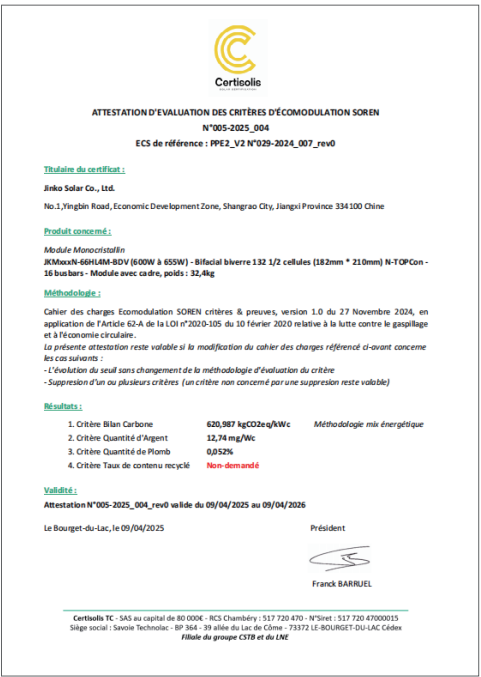 Certisolis
ATTESTATION D'EVALUATION DES CRITÈRES D'ÉCOMODULATION SOREN
N°005-2025_004
ECS de référence : PPE2_V2 N°029-2024_007_rev0
Titulaire du certificat :
Jinko Solar Co., Ltd.
No.1,Yingbin Road, Economic Development Zone, Shangrao City, Jiangxi Province 334100 Chine
Produit concerné :
Module Monocristallin
JKMxxxN-66HL4M-BDV (600W à 655W) - Bifacial biverre 132 1/2 cellules (182mm * 210mm) N-TOPCon -
16 busbars - Module avec cadre, poids : 32,4kg
Méthodologie :
Cahier des charges Ecomodulation SOREN critères & preuves, version 1.0 du 27 Novembre 2024, en
application de l'Article 62-A de la LOI n°2020-105 du 10 février 2020 relative à la lutte contre le gaspillage
et à l'économie circulaire.
La présente attestation reste valable si la modification du cahier des charges référencé ci-avant concerne
les cas suivants :
- L'évolution du seuil sans changement de la méthodologie d'évaluation du critère
- Suppresion d'un ou plusieurs critères (un critère non concerné par une suppresion reste valable)
Résultats :
1. Critère Bilan Carbone 620,987 kgCO2eq/kWc Méthodologie mix énergétique
2. Critère Quantité d'Argent 12,74 mg/Wc
3. Critère Quantité de Plomb 0,052%
4. Critère Taux de contenu recyclé Non-demandé
Validité :
Attestation N°005-2025_004_rev0 valide du 09/04/2025 au 09/04/2026
Le Bourget-du-Lac, le 09/04/2025 Président
Franck BARRUEL
Certisolis TC - SAS au capital de 80 000€ - RCS Chambéry : 517 720 470 - N°Siret : 517 720 47000015
Siège social : Savoie Technolac - BP 364 - 39 allée du Lac de Côme - 73372 LE-BOURGET-DU-LAC Cédex
Filiale du groupe CSTB et du LNE